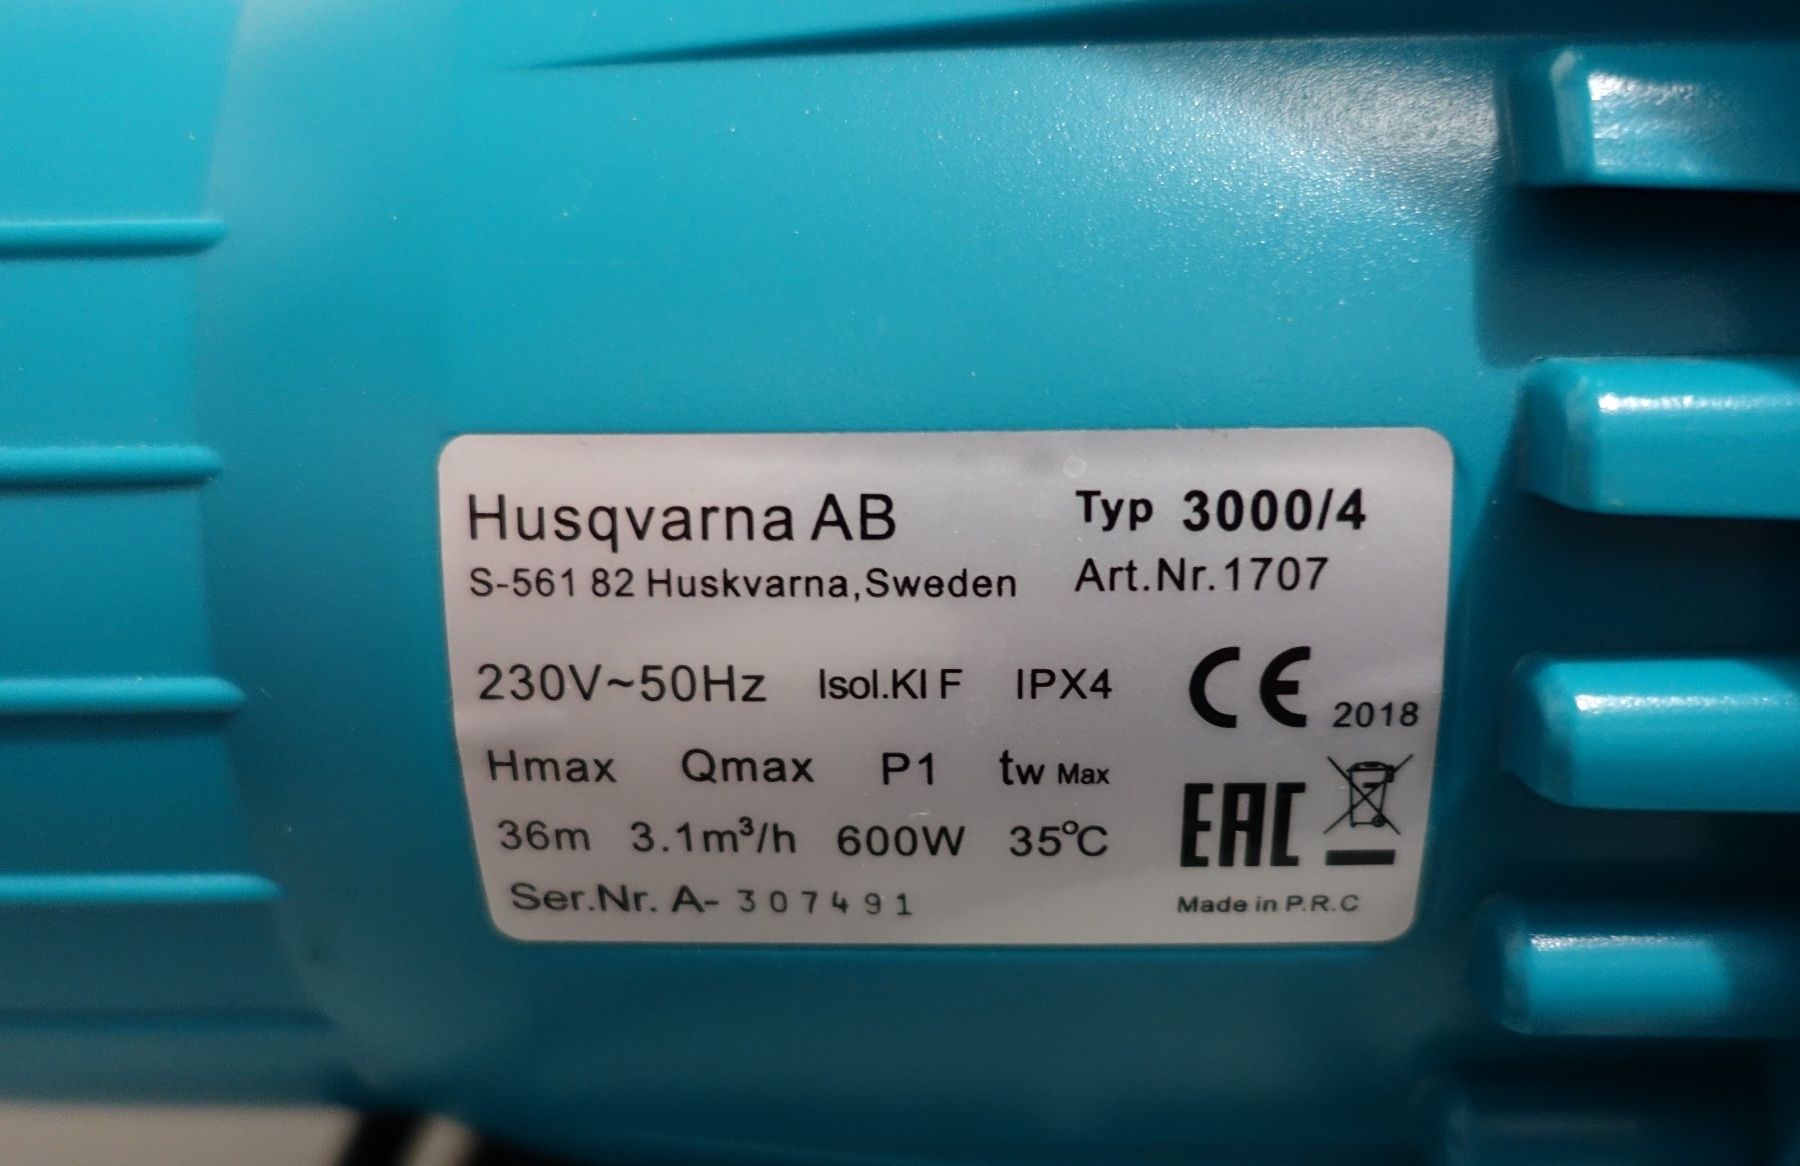 Husqvarna AB Typ 3000/4
S-561 82 Huskvarna,Sweden Art.Nr.1707
230V~50Hz Isol.Kl F IPX4 CE 2018
Hmax Qmax P1 tw Max
36m 3.1m³/h 600W 35°C EAC
Ser.Nr. A- 307491 Made in P.R.C